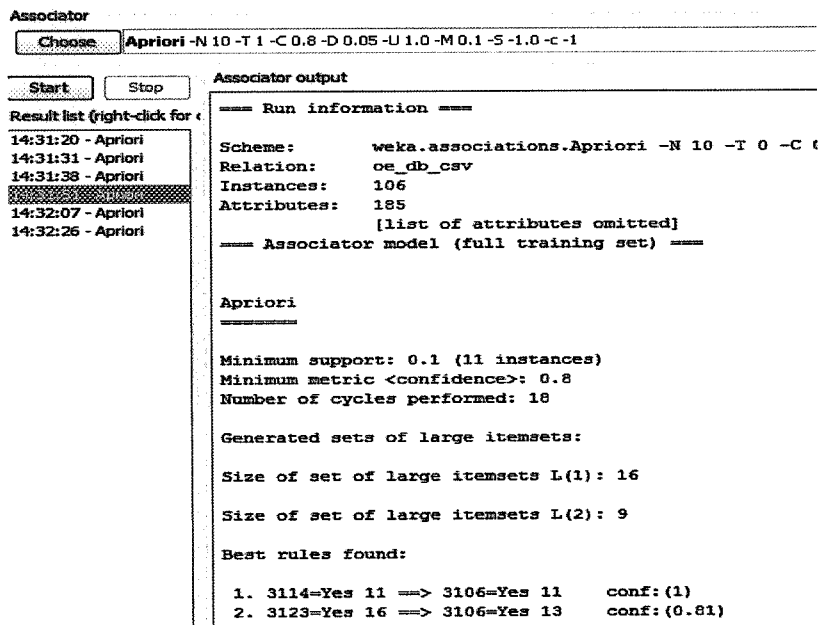 Associator
Choose Apriori -N 10 -T 1 -C 0.8 -D 0.05 -U 1.0 -M 0.1 -S -1.0 -c -1
Start Stop
Result list (right-click for
14:31:20 - Apriori
14:31:31 - Apriori
14:31:38 - Apriori
14:32:07 - Apriori
14:32:26 - Apriori
Associator output
=== Run information ===
Scheme: weka.associations.Apriori -N 10 -T 0 -C
Relation: oe_db_csv
Instances: 106
Attributes: 185
[list of attributes omitted]
=== Associator model (full training set) ===
Apriori
=======
Minimum support: 0.1 (11 instances)
Minimum metric <confidence>: 0.8
Number of cycles performed: 18
Generated sets of large itemsets:
Size of set of large itemsets L(1): 16
Size of set of large itemsets L(2): 9
Best rules found:
1. 3114=Yes 11 ==> 3106=Yes 11 conf:(1)
2. 3123=Yes 16 ==> 3106=Yes 13 conf:(0.81)